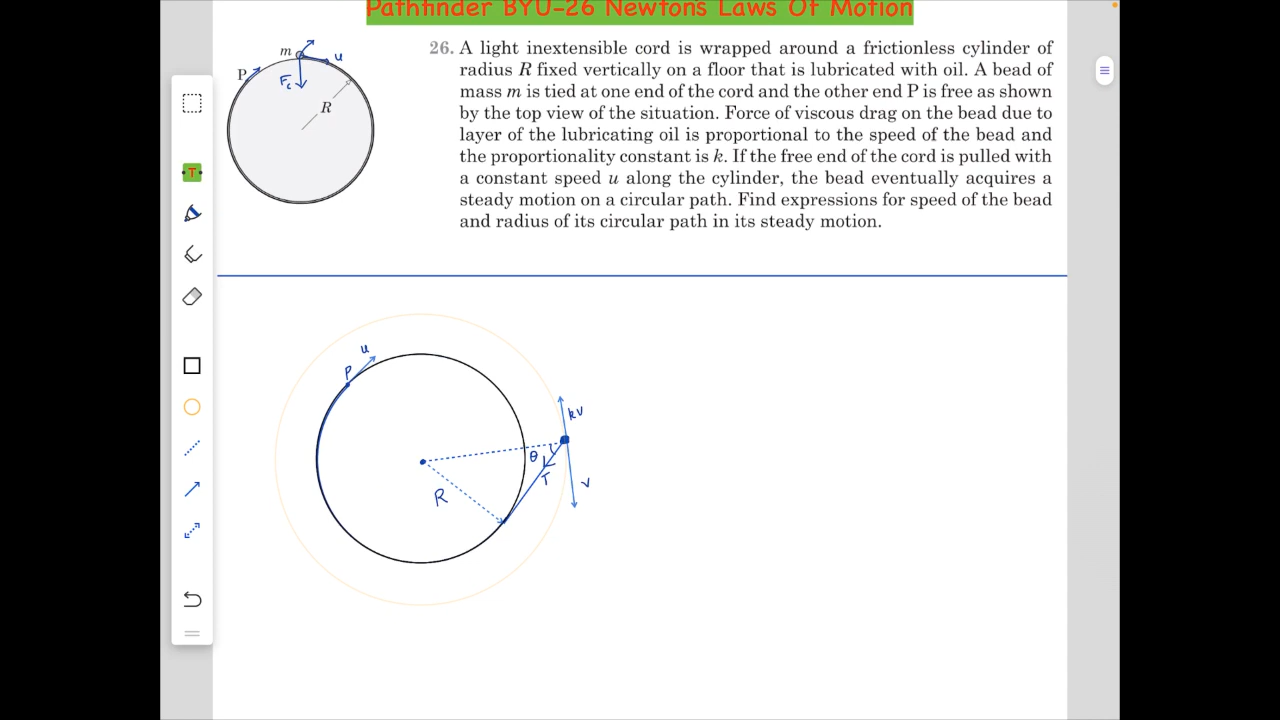 Pathfinder BYU-26 Newtons Laws Of Motion
26. A light inextensible cord is wrapped around a frictionless cylinder of
radius R fixed vertically on a floor that is lubricated with oil. A bead of
mass m is tied at one end of the cord and the other end P is free as shown
by the top view of the situation. Force of viscous drag on the bead due to
layer of the lubricating oil is proportional to the speed of the bead and
the proportionality constant is k. If the free end of the cord is pulled with
a constant speed u along the cylinder, the bead eventually acquires a
steady motion on a circular path. Find expressions for speed of the bead
and radius of its circular path in its steady motion.
m
u
P
Fc
R
T
u
P
kv
θ
T
v
R